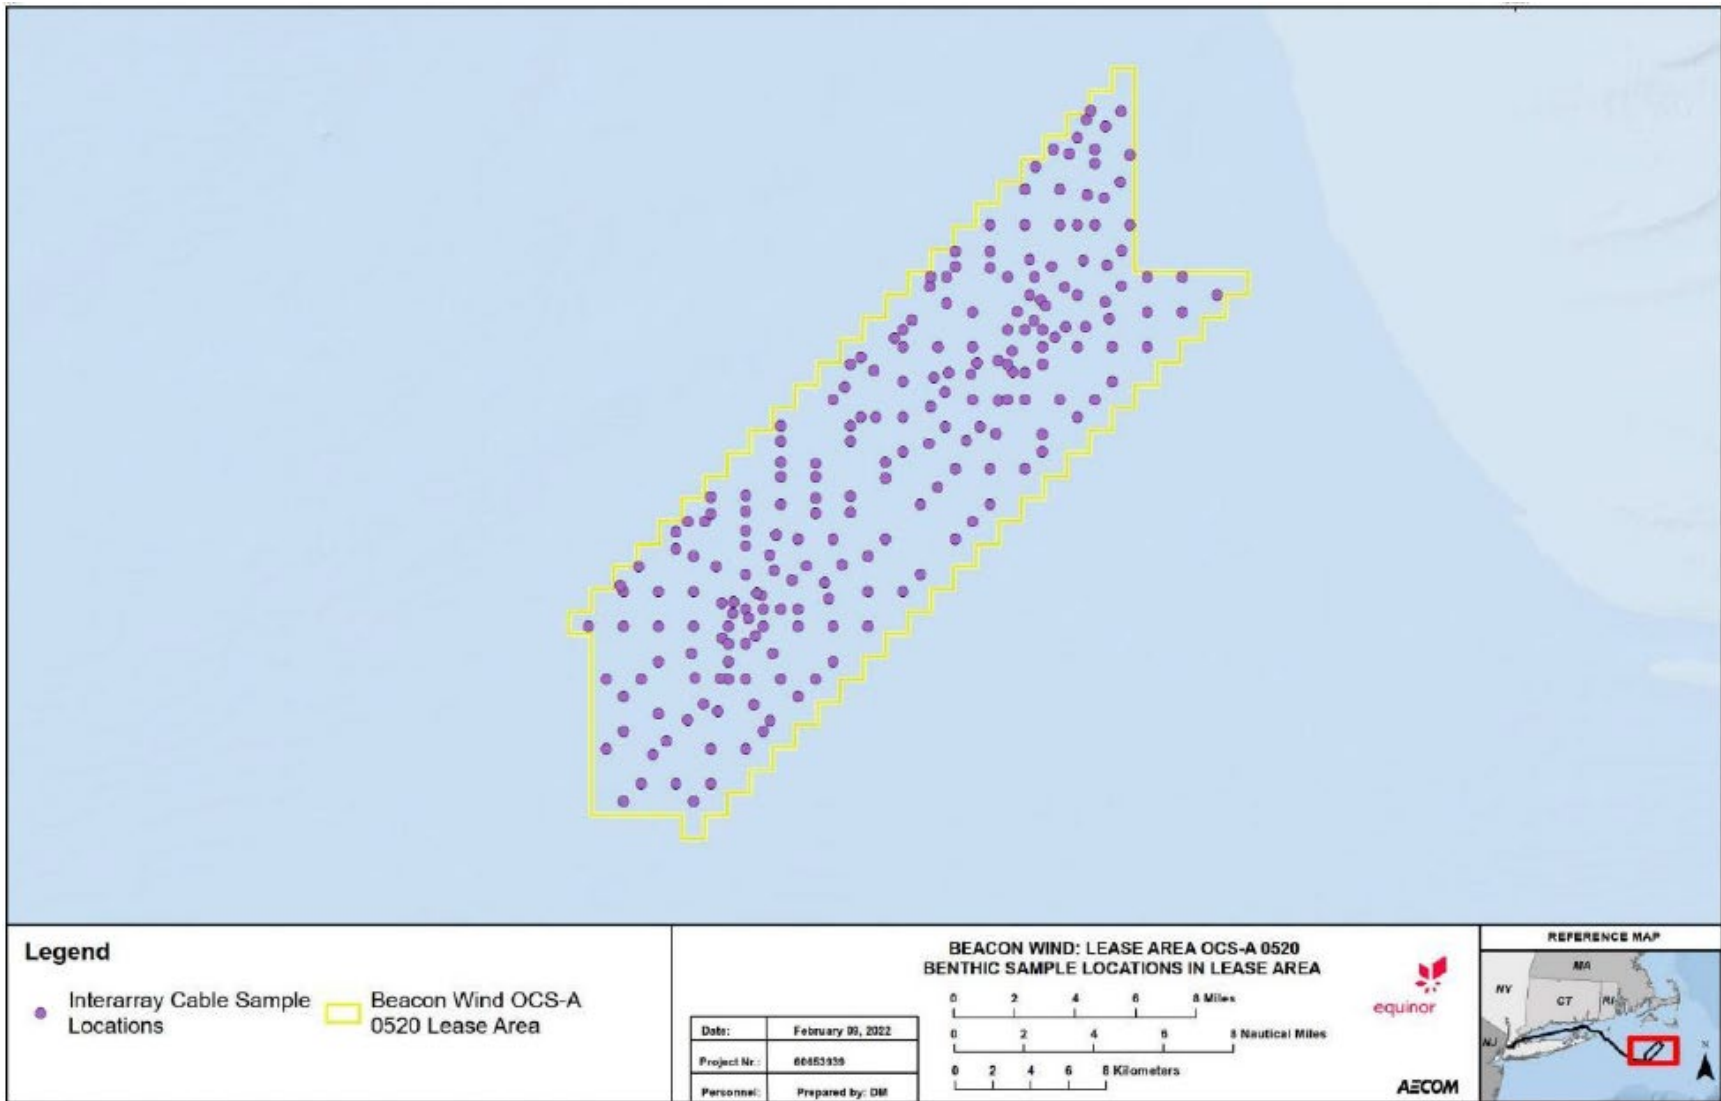 Legend
Interarray Cable Sample
Locations
Beacon Wind OCS-A
0520 Lease Area
BEACON WIND: LEASE AREA OCS-A 0520
BENTHIC SAMPLE LOCATIONS IN LEASE AREA
0 2 4 6 8 Miles
0 2 4 6 8 Nautical Miles
0 2 4 6 8 Kilometers
Date: February 09, 2022
Project Nr.: 60653939
Personnel: Prepared by: DM
equinor
AECOM
REFERENCE MAP
MA
NY
CT
RI
NJ
N